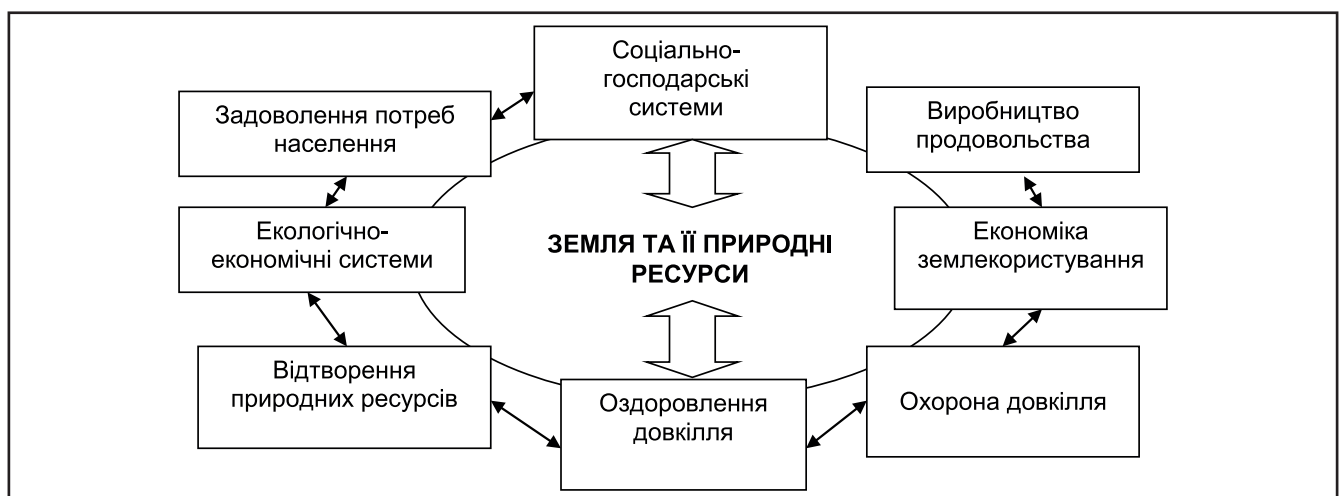 Соціально-
господарські
системи
Задоволення потреб
населення
Виробництво
продовольства
Екологічно-
економічні системи
ЗЕМЛЯ ТА ЇЇ ПРИРОДНІ
РЕСУРСИ
Економіка
землекористування
Відтворення
природних ресурсів
Оздоровлення
довкілля
Охорона довкілля